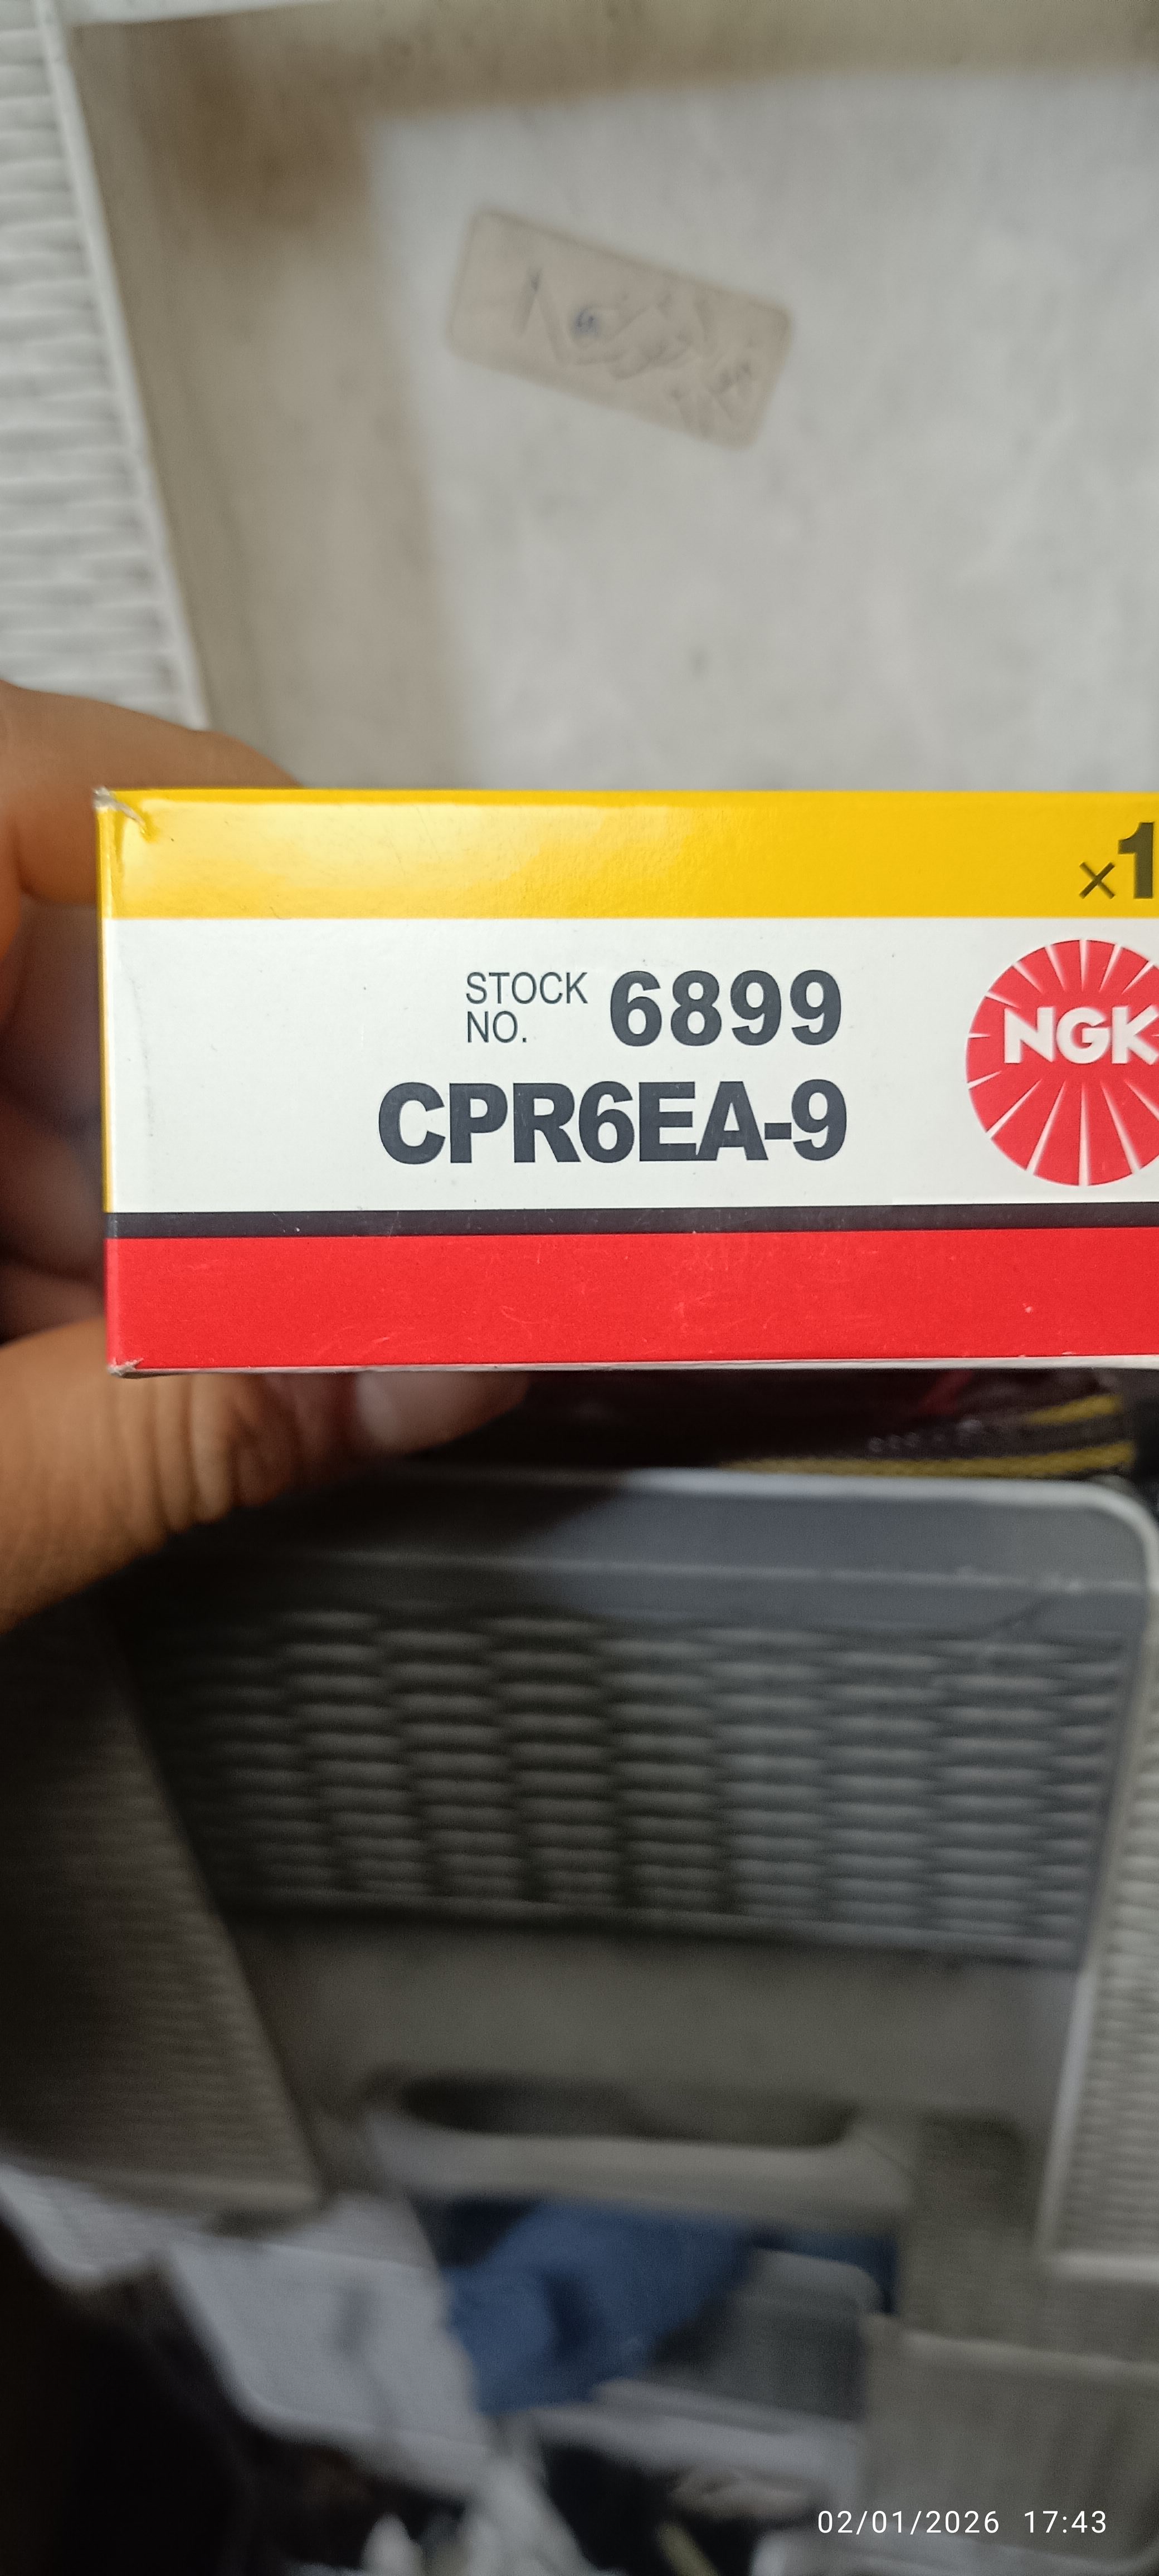 ×1
STOCK NO. 6899
CPR6EA-9
NGK
02/01/2026 17:43